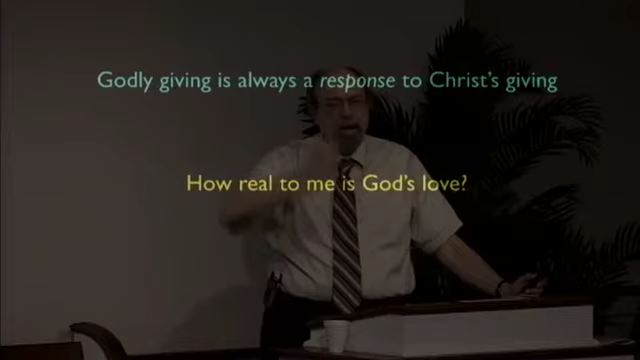 Godly giving is always a response to Christ's giving
How real to me is God's love?